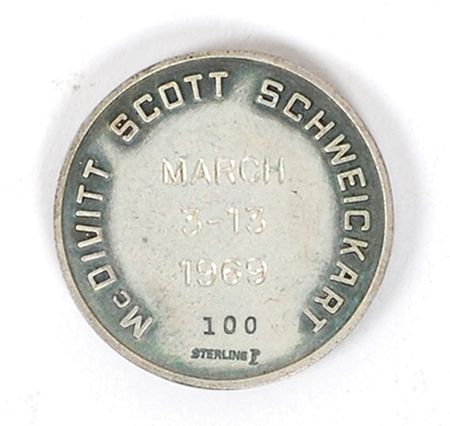 McDIVITT SCOTT SCHWEICKART
MARCH
3-13
1969
100
STERLING